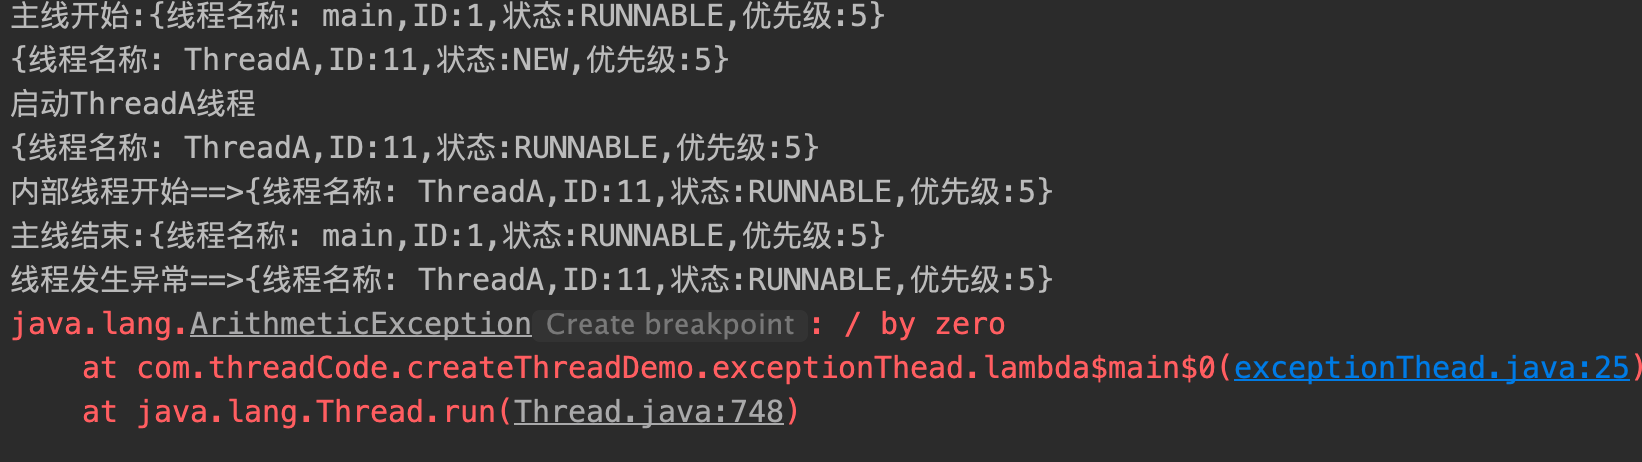 主线开始:{线程名称: main,ID:1,状态:RUNNABLE,优先级:5}
{线程名称: ThreadA,ID:11,状态:NEW,优先级:5}
启动ThreadA线程
{线程名称: ThreadA,ID:11,状态:RUNNABLE,优先级:5}
内部线程开始==>{线程名称: ThreadA,ID:11,状态:RUNNABLE,优先级:5}
主线结束:{线程名称: main,ID:1,状态:RUNNABLE,优先级:5}
线程发生异常==>{线程名称: ThreadA,ID:11,状态:RUNNABLE,优先级:5}
java.lang.ArithmeticException Create breakpoint : / by zero
    at com.threadCode.createThreadDemo.exceptionThead.lambda$main$0(exceptionThead.java:25)
    at java.lang.Thread.run(Thread.java:748)